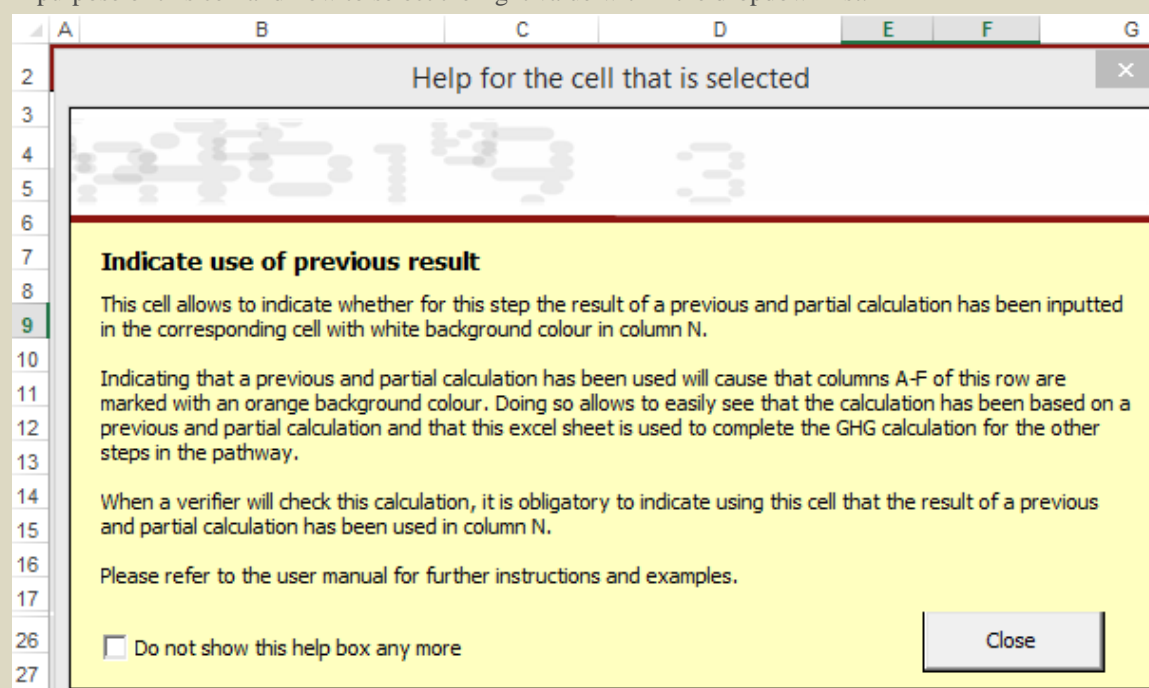 A B C D E F G
2 Help for the cell that is selected
3
4
5
6
7 Indicate use of previous result
8 This cell allows to indicate whether for this step the result of a previous and partial calculation has been inputted
9 in the corresponding cell with white background colour in column N.
10
Indicating that a previous and partial calculation has been used will cause that columns A-F of this row are
11 marked with an orange background colour. Doing so allows to easily see that the calculation has been based on a
12 previous and partial calculation and that this excel sheet is used to complete the GHG calculation for the other
13 steps in the pathway.
14 When a verifier will check this calculation, it is obligatory to indicate using this cell that the result of a previous
15 and partial calculation has been used in column N.
16 Please refer to the user manual for further instructions and examples.
17
26 Do not show this help box any more Close
27